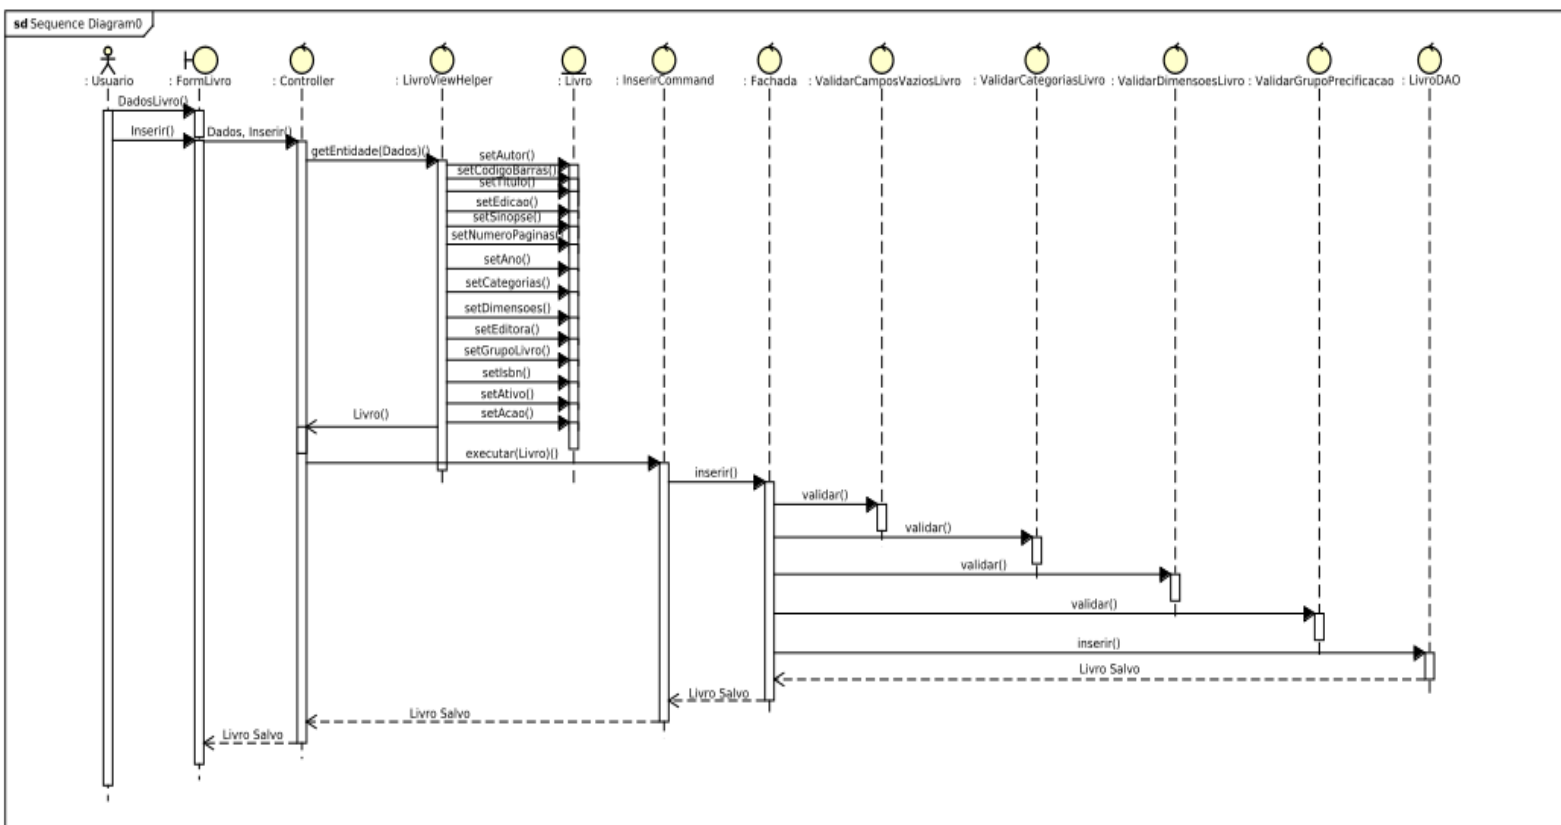 sd Sequence Diagram0
: Usuario
: FormLivro
: Controller
: LivroViewHelper
: Livro
: InserirCommand
: Fachada
: ValidarCamposVaziosLivro
: ValidarCategoriasLivro
: ValidarDimensoesLivro
: ValidarGrupoPrecificacao
: LivroDAO
DadosLivro()
Inserir()
Dados, Inserir()
getEntidade(Dados)()
setAutor()
setCodigoBarras()
setTitulo()
setEdicao()
setSinopse()
setNumeroPaginas()
setAno()
setCategorias()
setDimensoes()
setEditora()
setGrupoLivro()
setIsbn()
setAtivo()
setAcao()
Livro()
executar(Livro)()
inserir()
validar()
validar()
validar()
validar()
inserir()
Livro Salvo
Livro Salvo
Livro Salvo
Livro Salvo